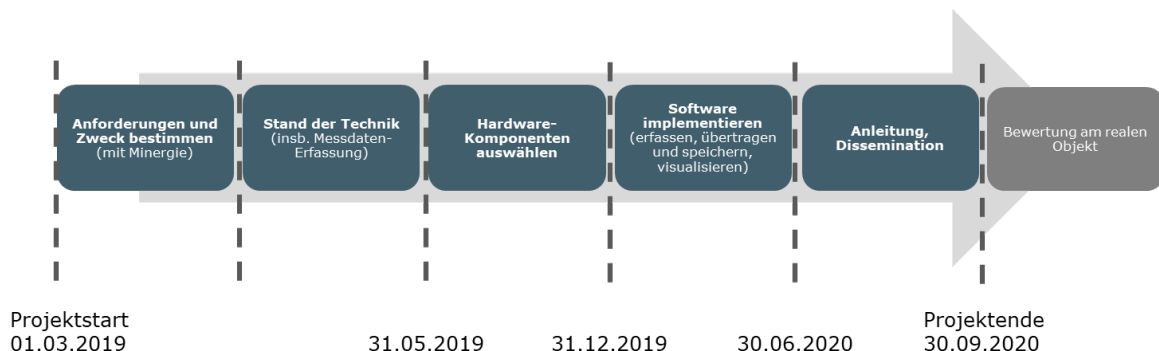 Anforderungen und
Zweck bestimmen
(mit Minergie)
Stand der Technik
(insb. Messdaten-
Erfassung)
Hardware-
Komponenten
auswählen
Software
implementieren
(erfassen, übertragen
und speichern,
visualisieren)
Anleitung,
Dissemination
Bewertung am realen
Objekt
Projektstart
01.03.2019
31.05.2019
31.12.2019
30.06.2020
Projektende
30.09.2020